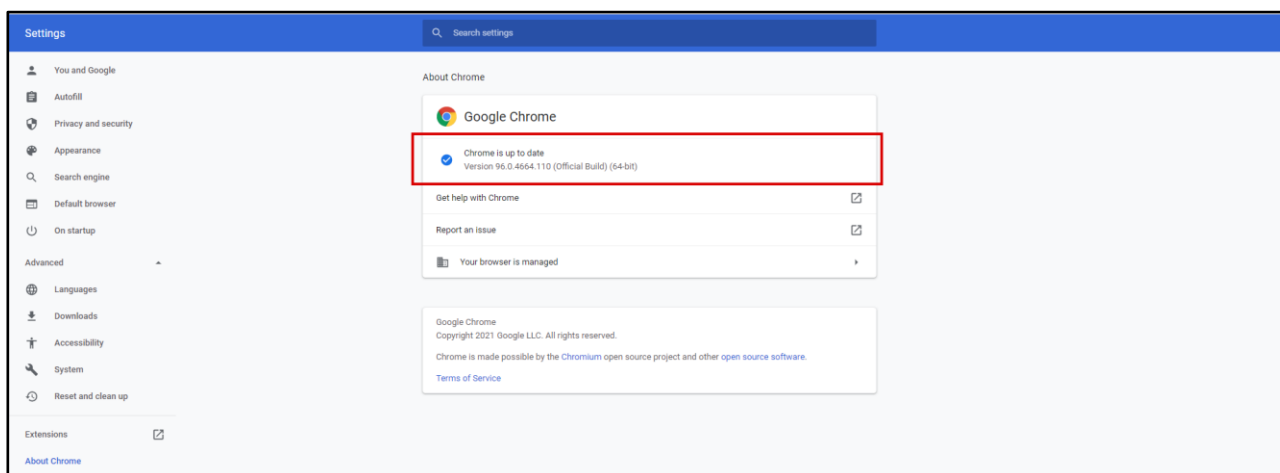 Settings
Search settings
You and Google
Autofill
Privacy and security
Appearance
Search engine
Default browser
On startup
Advanced
Languages
Downloads
Accessibility
System
Reset and clean up
Extensions
About Chrome
About Chrome
Google Chrome
Chrome is up to date
Version 96.0.4664.110 (Official Build) (64-bit)
Get help with Chrome
Report an issue
Your browser is managed
Google Chrome
Copyright 2021 Google LLC. All rights reserved.
Chrome is made possible by the Chromium open source project and other open source software.
Terms of Service